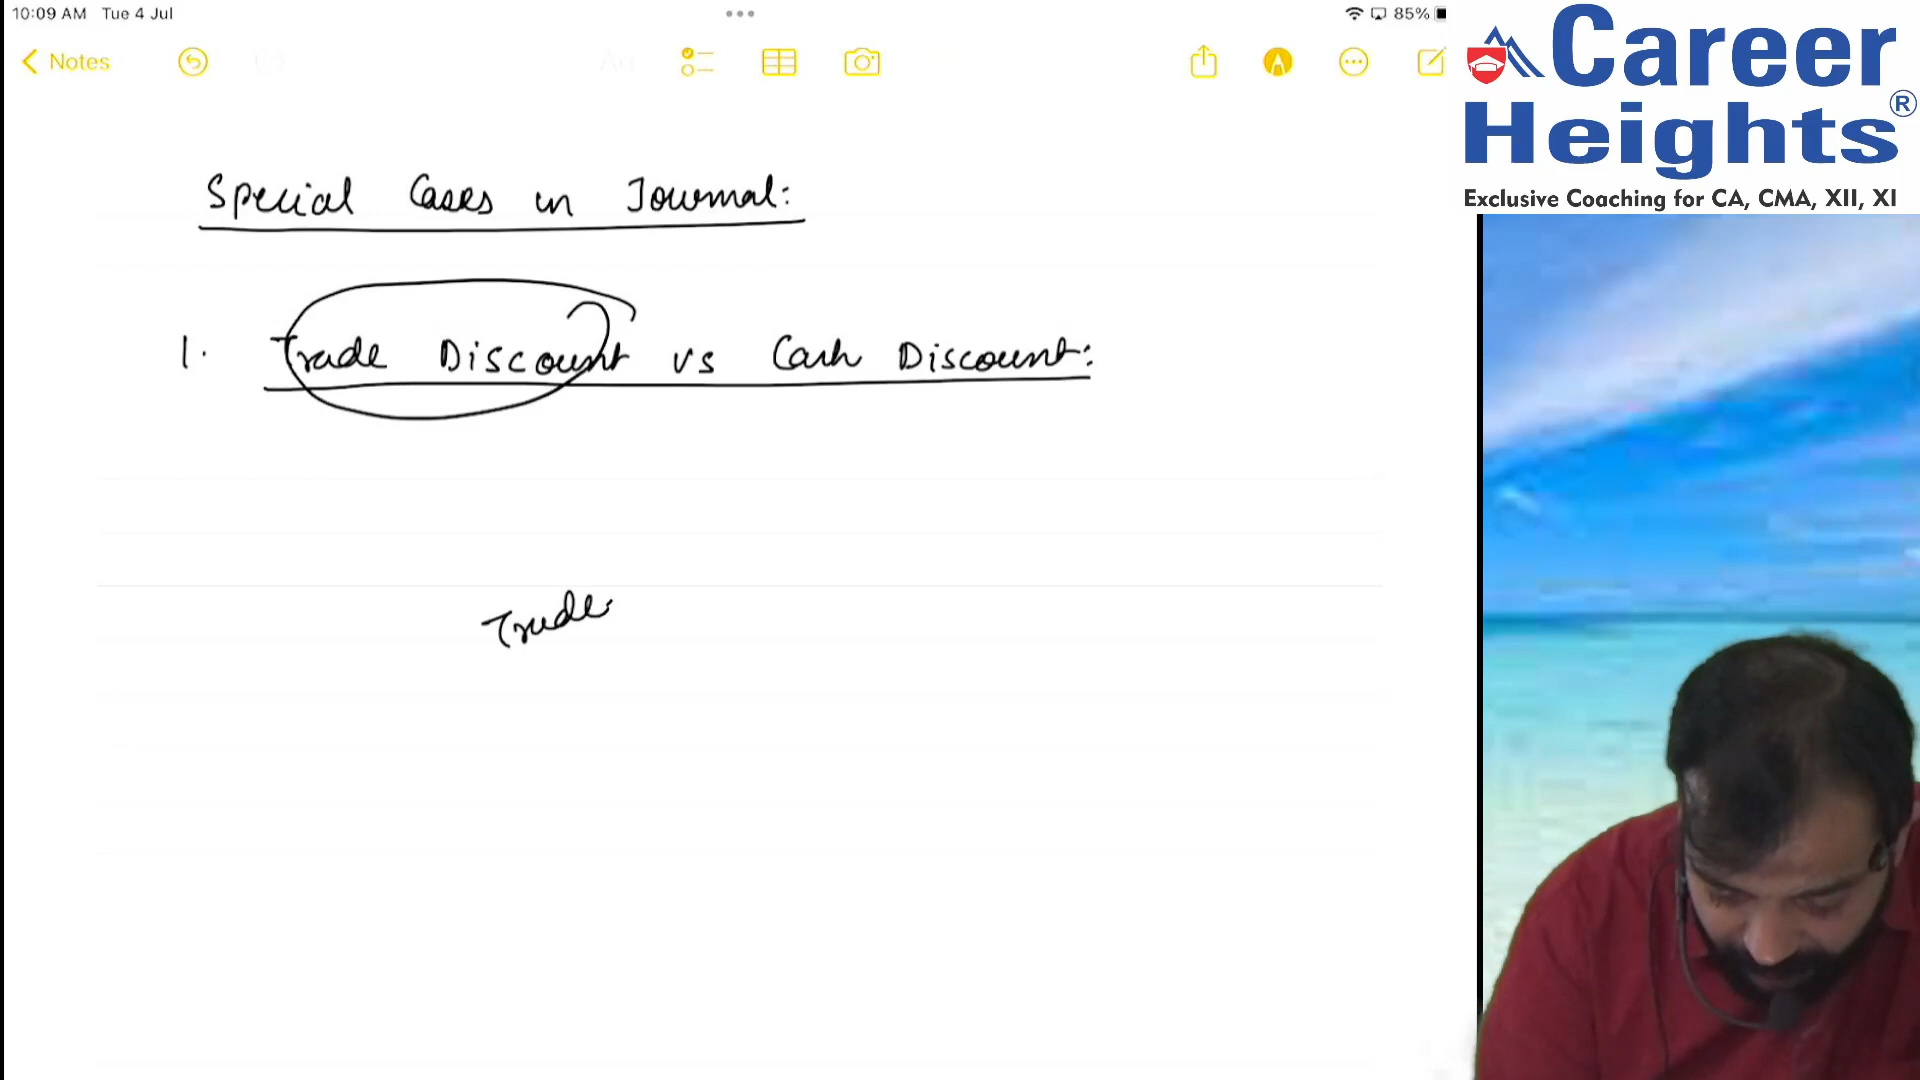 10:09 AM Tue 4 Jul
85%
Notes
Aa
Career
Heights®
Exclusive Coaching for CA, CMA, XII, XI
Special Cases in Journal:
1. Trade Discount vs Cash Discount:
Trade